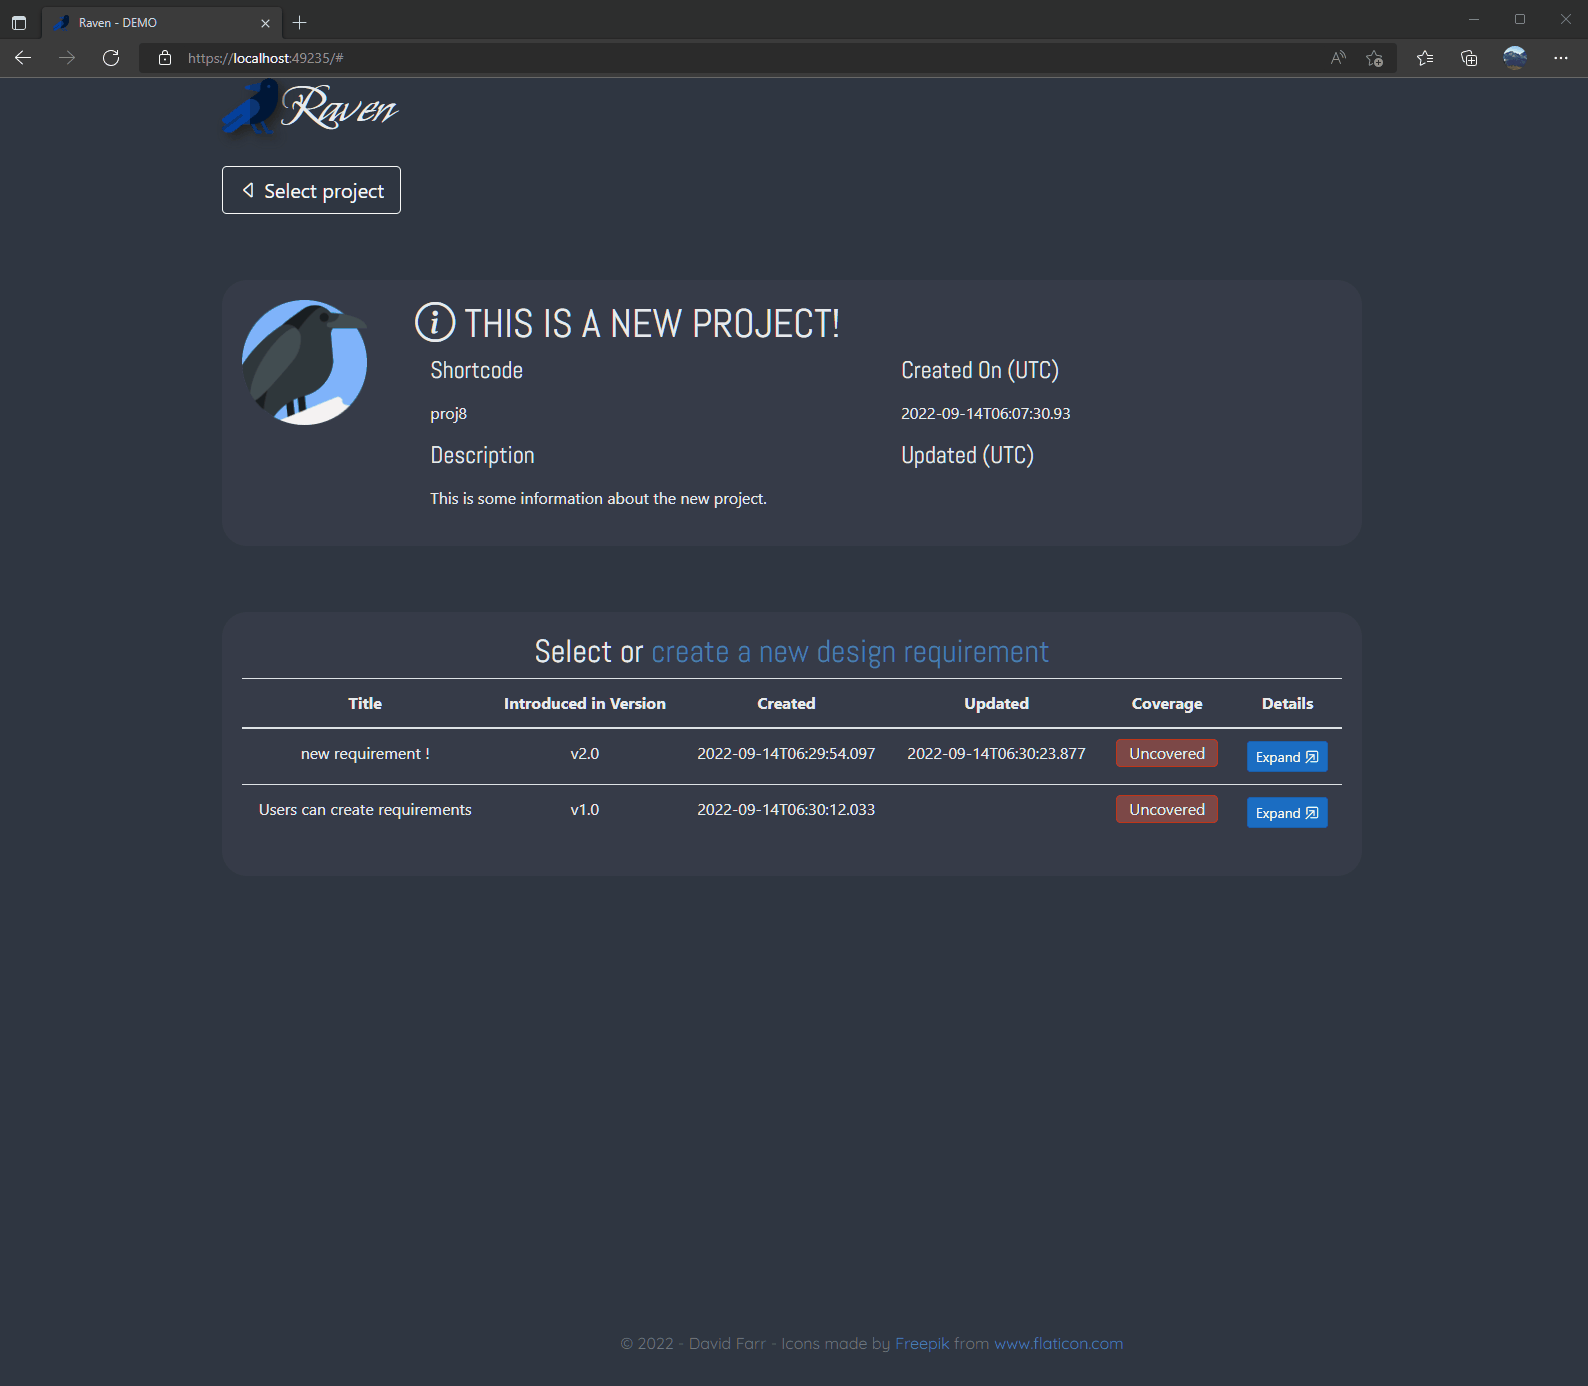 Raven - DEMO
https://localhost:49235/#
Raven
Select project
THIS IS A NEW PROJECT!
Shortcode
Created On (UTC)
proj8
2022-09-14T06:07:30.93
Description
Updated (UTC)
This is some information about the new project.
Select or create a new design requirement
Title Introduced in Version Created Updated Coverage Details
new requirement ! v2.0 2022-09-14T06:29:54.097 2022-09-14T06:30:23.877 Uncovered Expand
Users can create requirements v1.0 2022-09-14T06:30:12.033 Uncovered Expand
© 2022 - David Farr - Icons made by Freepik from www.flaticon.com